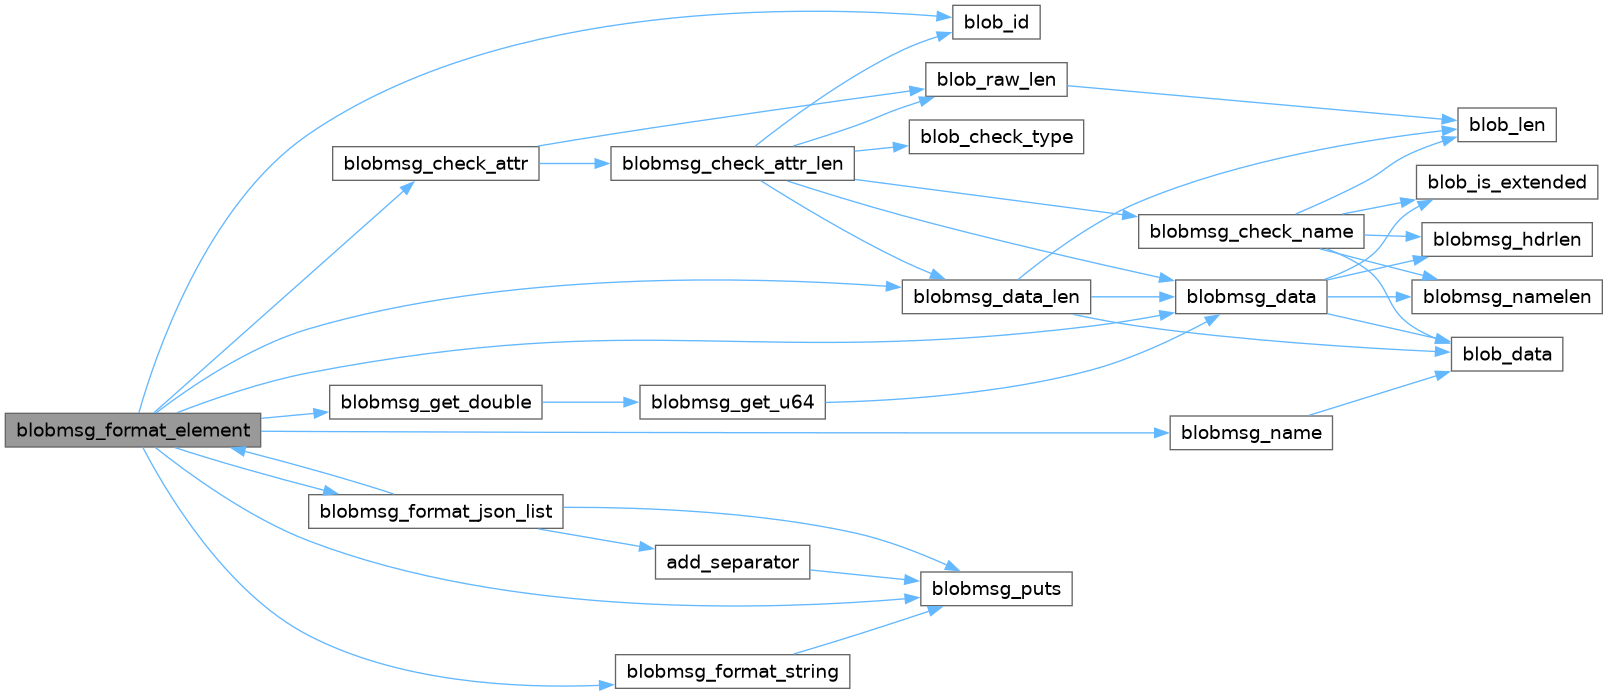 blob_id
blob_raw_len
blob_len
blob_check_type
blobmsg_check_attr
blobmsg_check_attr_len
blob_is_extended
blobmsg_check_name
blobmsg_hdrlen
blobmsg_data_len
blobmsg_data
blobmsg_namelen
blob_data
blobmsg_get_double
blobmsg_get_u64
blobmsg_format_element
blobmsg_name
blobmsg_format_json_list
add_separator
blobmsg_puts
blobmsg_format_string